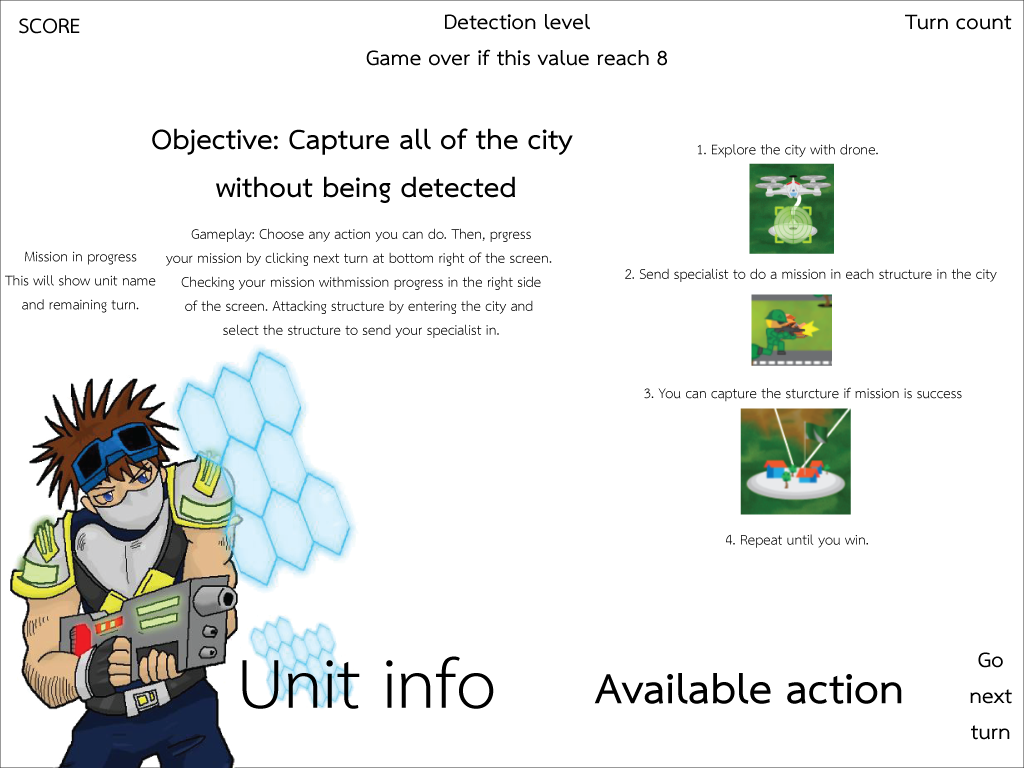 SCORE
Detection level
Turn count
Game over if this value reach 8
Objective: Capture all of the city
without being detected
Gameplay: Choose any action you can do. Then, prgress
your mission by clicking next turn at bottom right of the screen.
Checking your mission withmission progress in the right side
of the screen. Attacking structure by entering the city and
select the structure to send your specialist in.
Mission in progress
This will show unit name
and remaining turn.
1. Explore the city with drone.
2. Send specialist to do a mission in each structure in the city
3. You can capture the sturcture if mission is success
4. Repeat until you win.
Unit info
Available action
Go
next
turn